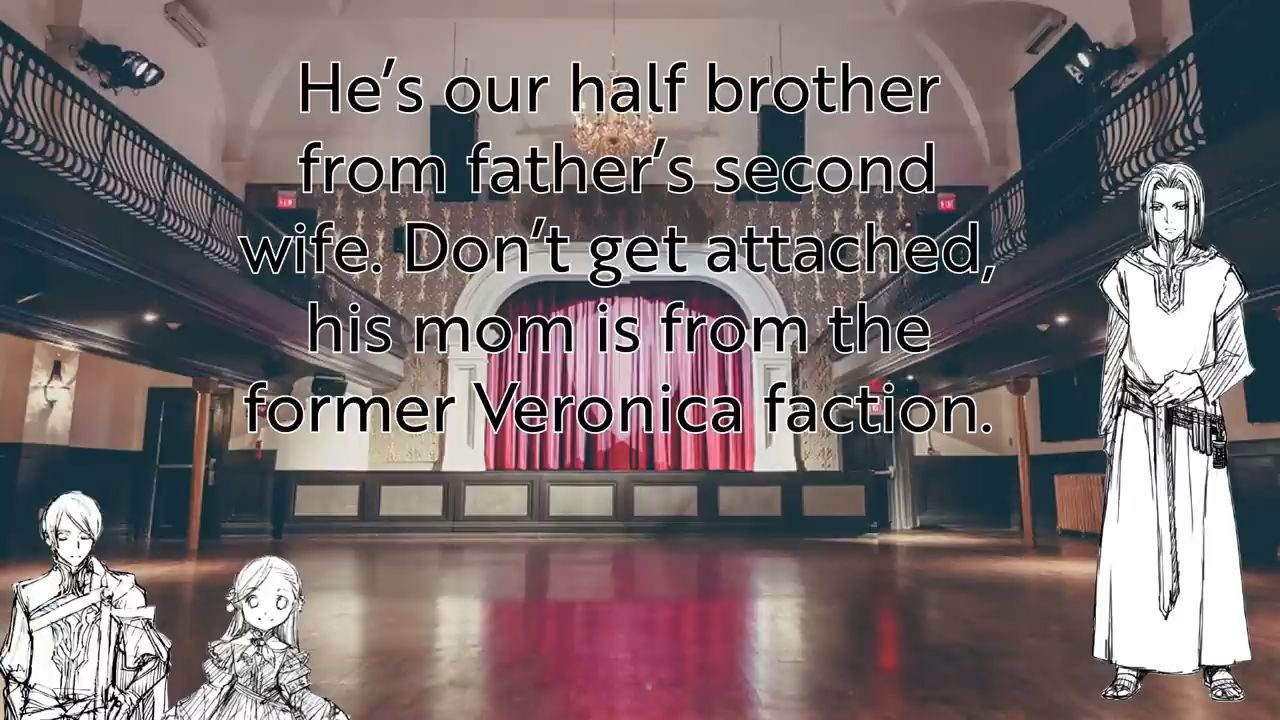 He's our half brother
from father's second
wife. Don't get attached,
his mom is from the
former Veronica faction.